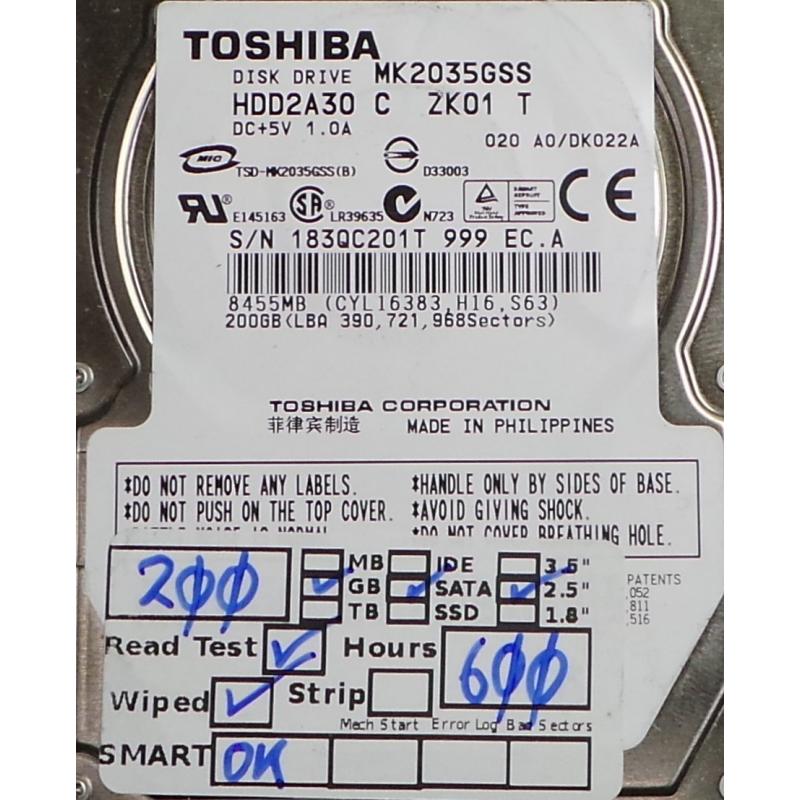 TOSHIBA
DISK DRIVE MK2035GSS
HDD2A30 C ZK01 T
DC+5V 1.0A
020 A0/DK022A
MIC
TSD-MK2035GSS(B) D33003
E145163 LR39635 N723
S/N 183QC201T 999 EC.A
8455MB (CYL16383,H16,S63)
200GB(LBA 390,721,968Sectors)
TOSHIBA CORPORATION
菲律宾制造 MADE IN PHILIPPINES
*DO NOT REMOVE ANY LABELS. *HANDLE ONLY BY SIDES OF BASE.
*DO NOT PUSH ON THE TOP COVER. *AVOID GIVING SHOCK.
*DO NOT COVER BREATHING HOLE.
PATENTS
052
811
516
200 MB IDE 3.5"
GB SATA 2.5"
TB SSD 1.8"
Read Test Hours 600
Wiped Strip
Mech Start Error Log Bad Sectors
SMART OK